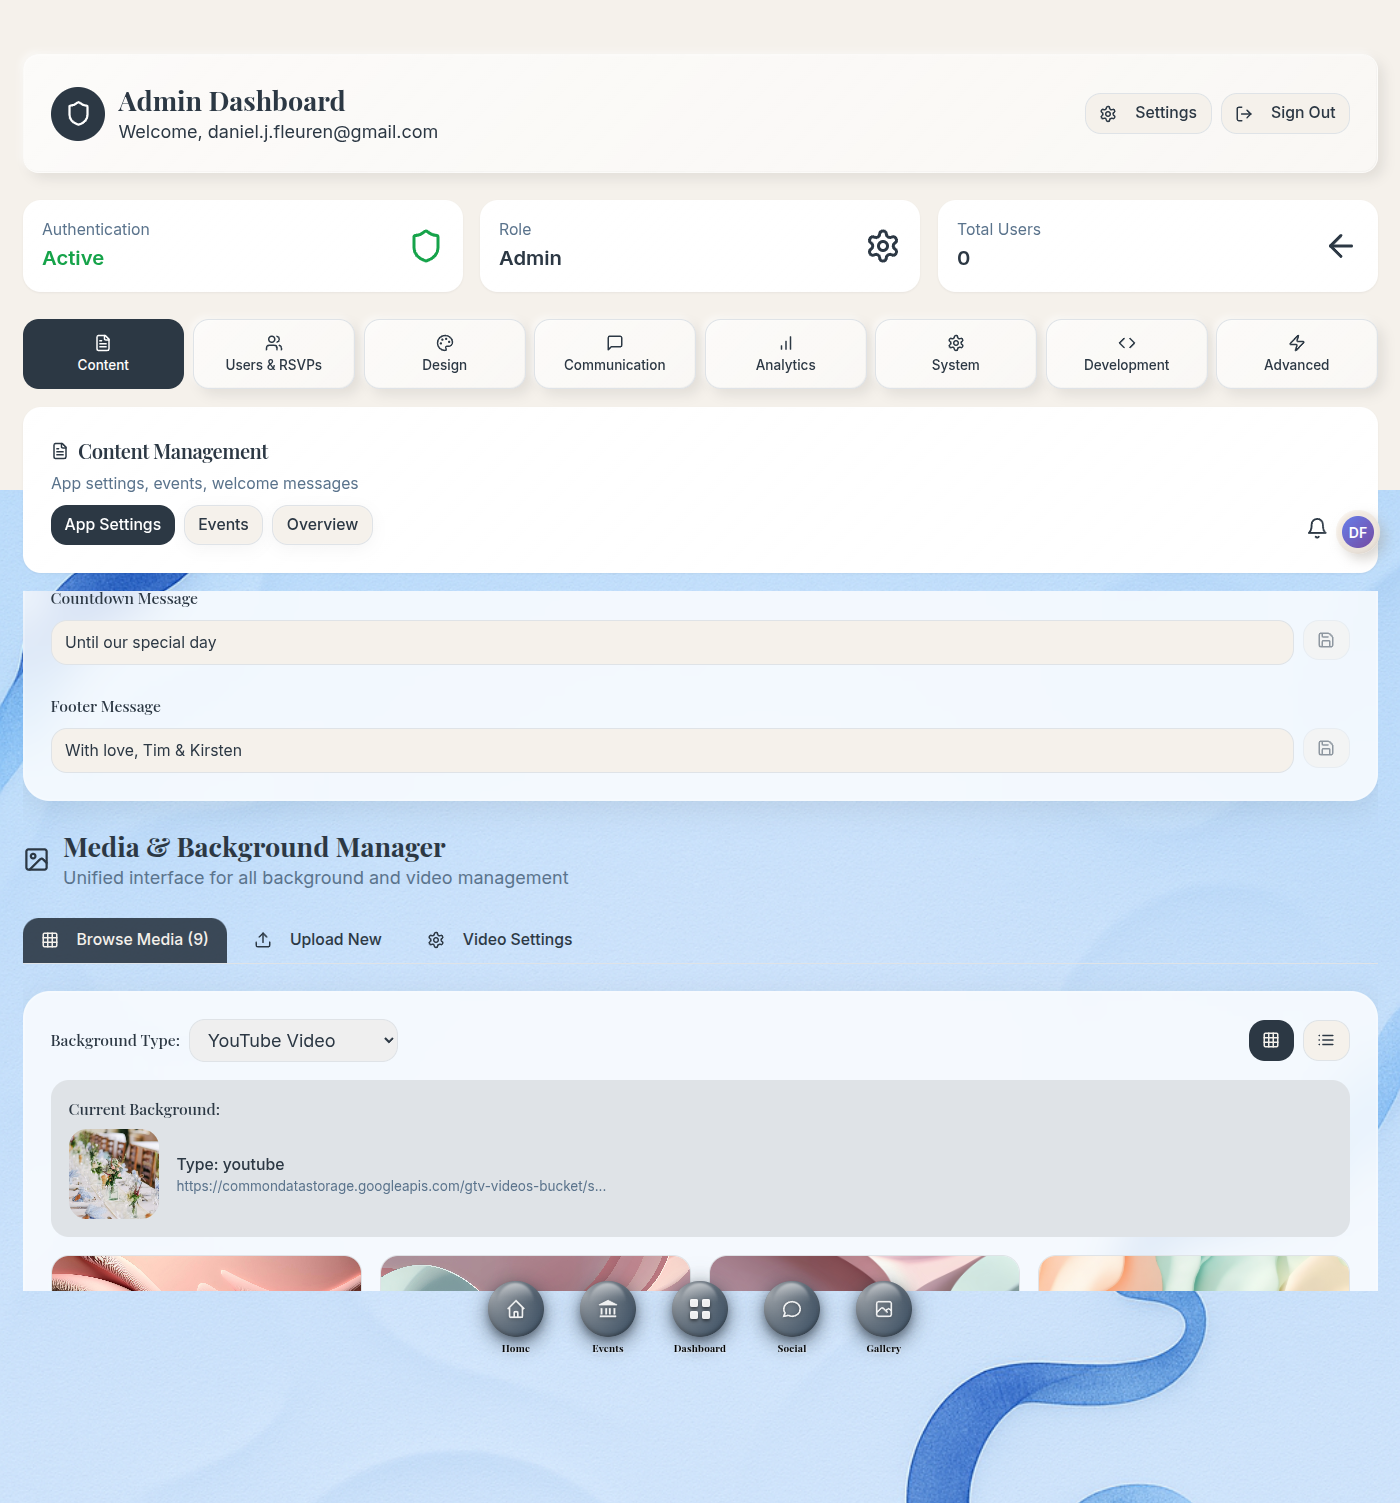 Admin Dashboard
Welcome, daniel.j.fleuren@gmail.com
Settings
Sign Out
Authentication
Active
Role
Admin
Total Users
0
Content
Users & RSVPs
Design
Communication
Analytics
System
Development
Advanced
Content Management
App settings, events, welcome messages
App Settings
Events
Overview
DF
Countdown Message
Until our special day
Footer Message
With love, Tim & Kirsten
Media & Background Manager
Unified interface for all background and video management
Browse Media (9)
Upload New
Video Settings
Background Type:
YouTube Video
Current Background:
Type: youtube
https://commondatastorage.googleapis.com/gtv-videos-bucket/s...
Home
Events
Dashboard
Social
Gallery